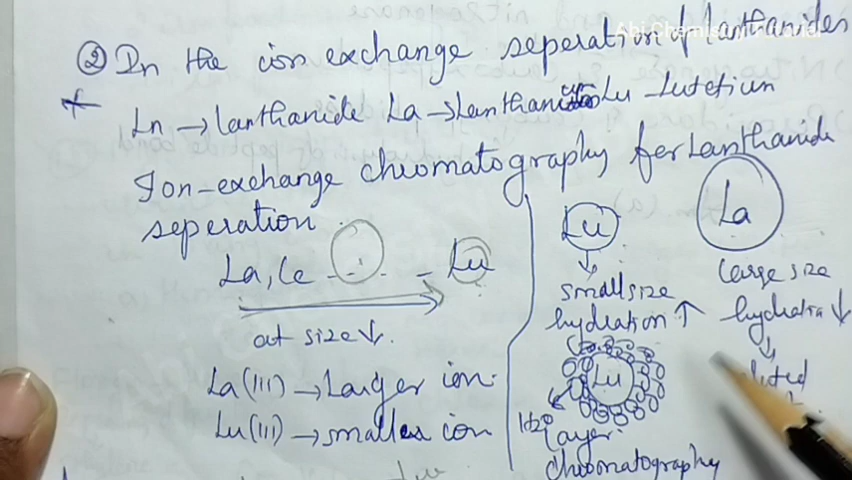 ② In the ion exchange seperation of lanthanides
Ln → lanthanide La → Lanthanum Lu - Lutetium
Ion-exchange chromatography for Lanthanide
seperation.
La, Ce - - - - - Lu
at size ↓.
La(III) → Larger ion.
Lu(III) → smaller ion
Lu
↓
small size
hydration ↑
Lu
H2O
layer.
chromatography
La
large size
hydratn ↓
↓